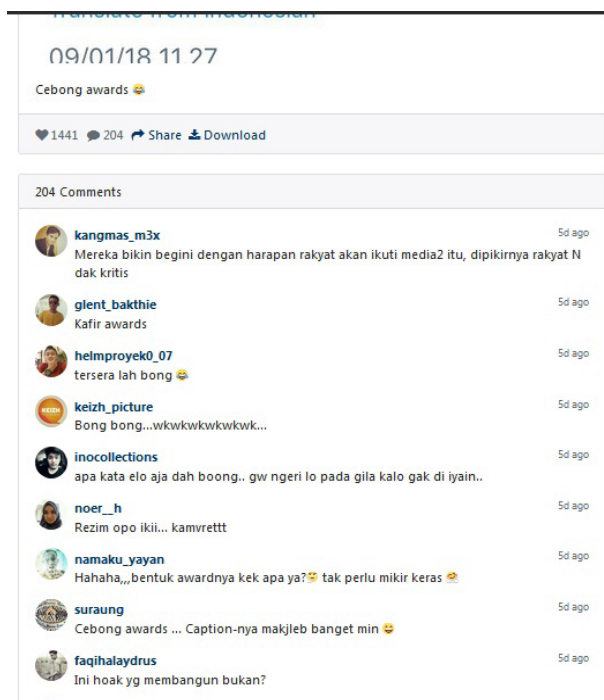 Translate from Indonesian
09/01/18 11.27
Cebong awards 😂
1441 204 Share Download
204 Comments
kangmas_m3x 5d ago
Mereka bikin begini dengan harapan rakyat akan ikuti media2 itu, dipikirnya rakyat N
dak kritis
glent_bakthie 5d ago
Kafir awards
helmproyek0_07 5d ago
tersera lah bong 😂
KEIZH
keizh_picture 5d ago
Bong bong...wkwkwkwkwkwk...
inocollections 5d ago
apa kata elo aja dah boong.. gw ngeri lo pada gila kalo gak di iyain..
noer__h 5d ago
Rezim opo ikii... kamvrettt
namaku_yayan 5d ago
Hahaha,,,bentuk awardnya kek apa ya? tak perlu mikir keras
suraung 5d ago
Cebong awards ... Caption-nya makjleb banget min 😄
faqihalaydrus 5d ago
Ini hoak yg membangun bukan?